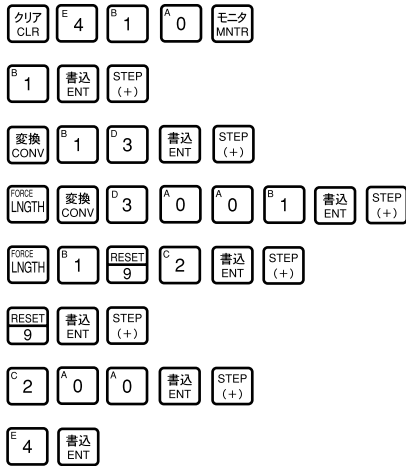 クリア CLR E 4 B 1 A 0 モニタ MNTR
B 1 書込 ENT STEP (+)
変換 CONV B 1 D 3 書込 ENT STEP (+)
FORCE LNGTH 変換 CONV D 3 A 0 A 0 B 1 書込 ENT STEP (+)
FORCE LNGTH B 1 RESET 9 C 2 書込 ENT STEP (+)
RESET 9 書込 ENT STEP (+)
C 2 A 0 A 0 書込 ENT STEP (+)
E 4 書込 ENT